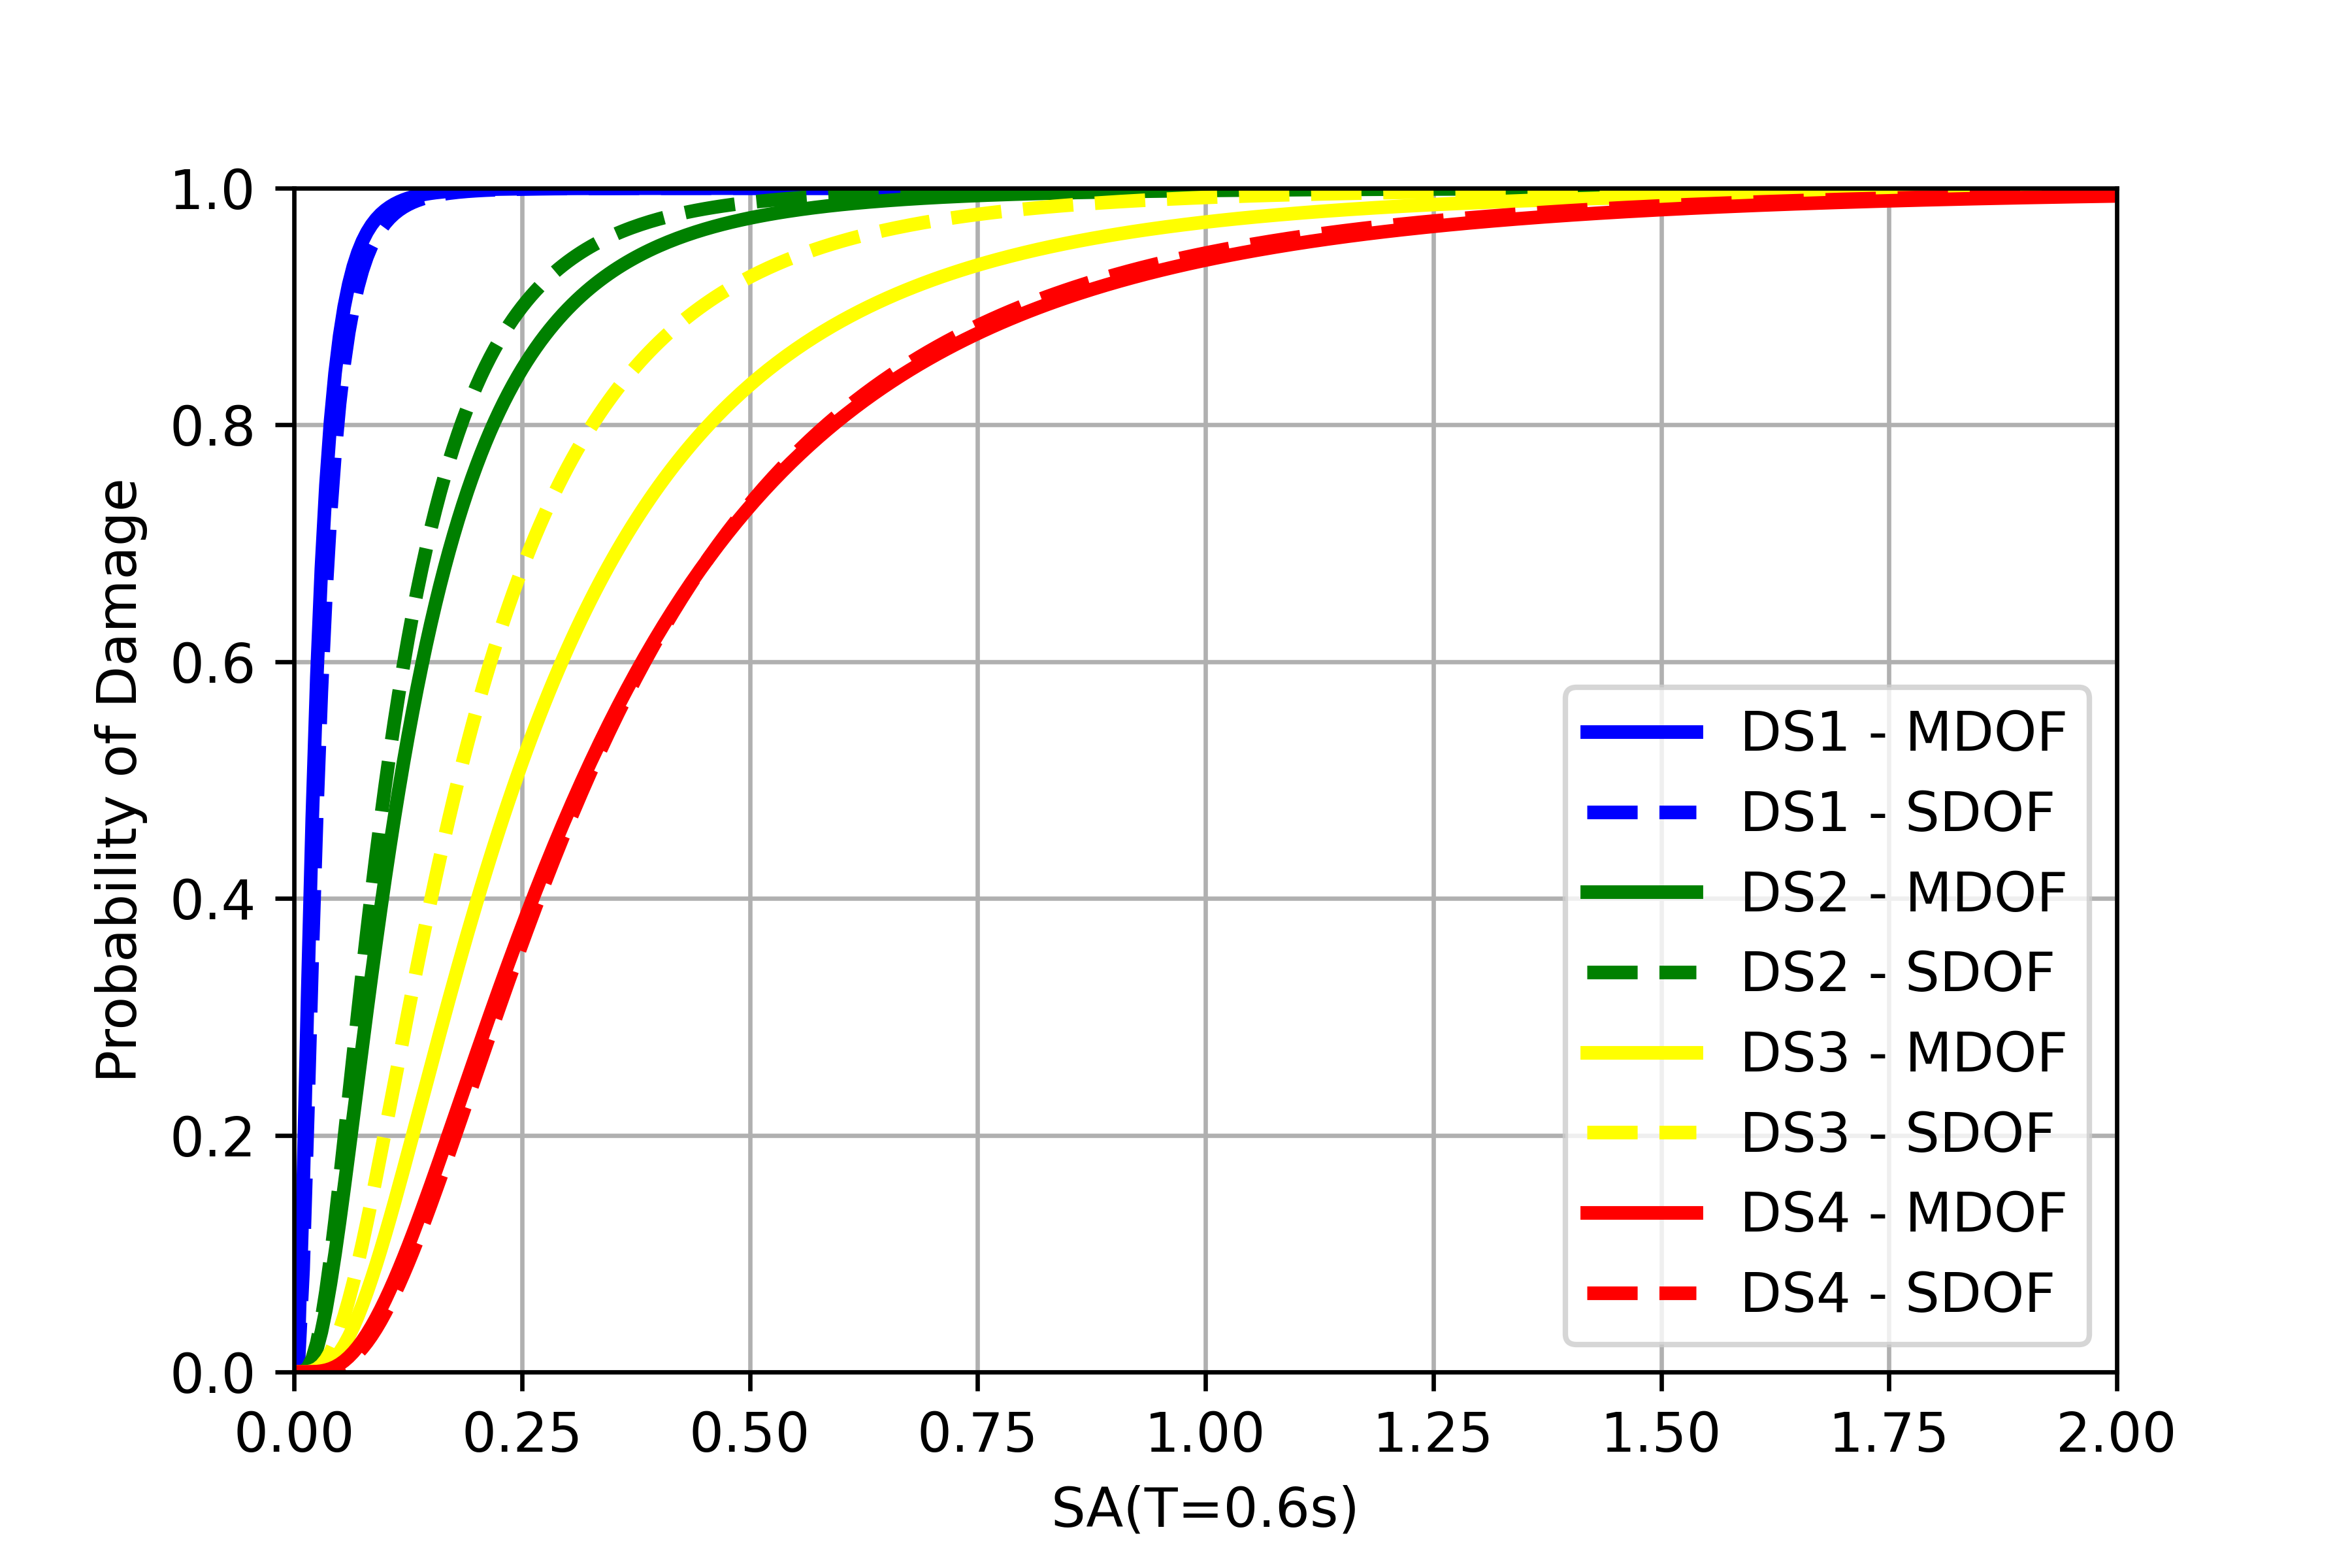 1.0
0.8
0.6
0.4
0.2
0.0
Probability of Damage
0.00 0.25 0.50 0.75 1.00 1.25 1.50 1.75 2.00
SA(T=0.6s)
DS1 - MDOF
DS1 - SDOF
DS2 - MDOF
DS2 - SDOF
DS3 - MDOF
DS3 - SDOF
DS4 - MDOF
DS4 - SDOF